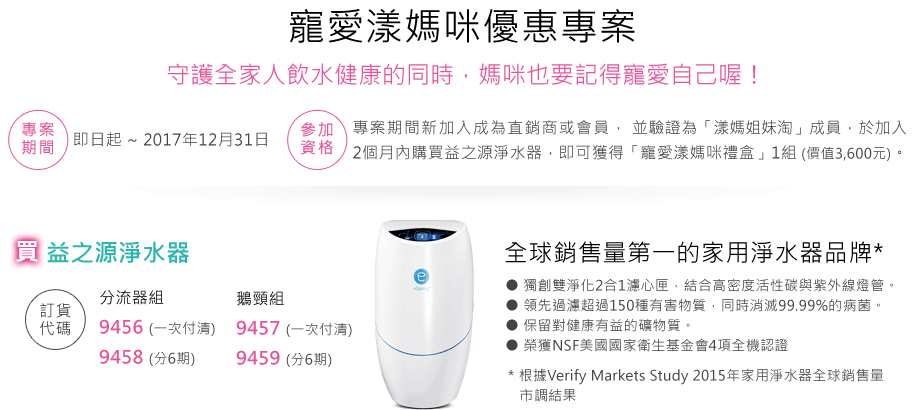 寵愛漾媽咪優惠專案
守護全家人飲水健康的同時，媽咪也要記得寵愛自己喔！
專案期間
即日起 ~ 2017年12月31日
參加資格
專案期間新加入成為直銷商或會員， 並驗證為「漾媽姐妹淘」成員，於加入
2個月內購買益之源淨水器，即可獲得「寵愛漾媽咪禮盒」1組 (價值3,600元)。
買 益之源淨水器
訂貨代碼
分流器組
9456 (一次付清)
9458 (分6期)
鵝頸組
9457 (一次付清)
9459 (分6期)
e
eSpring
全球銷售量第一的家用淨水器品牌*
● 獨創雙淨化2合1濾心匣，結合高密度活性碳與紫外線燈管。
● 領先過濾超過150種有害物質，同時消滅99.99%的病菌。
● 保留對健康有益的礦物質。
● 榮獲NSF美國國家衛生基金會4項全機認證
* 根據Verify Markets Study 2015年家用淨水器全球銷售量
市調結果